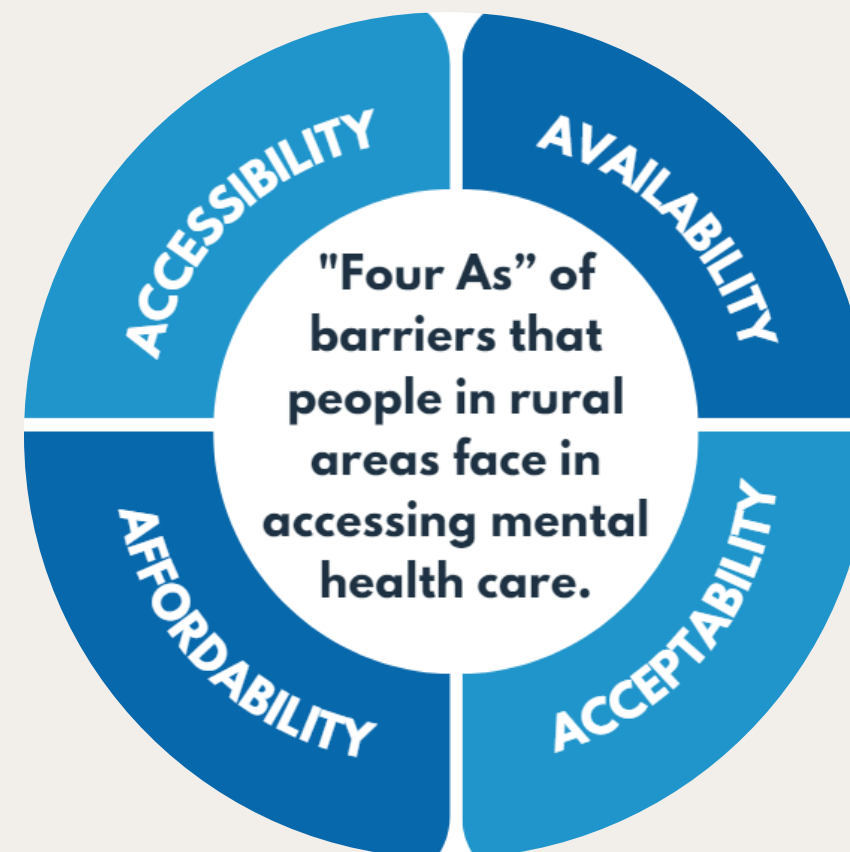 ACCESSIBILITY
AVAILABILITY
"Four As” of
barriers that
people in rural
areas face in
accessing mental
health care.
AFFORDABILITY
ACCEPTABILITY